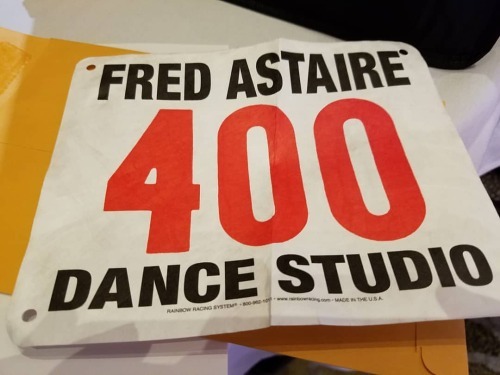 FRED ASTAIRE
400
DANCE STUDIO
RAINBOW RACING SYSTEM® www.rainbowracing.com - MADE IN THE U.S.A.